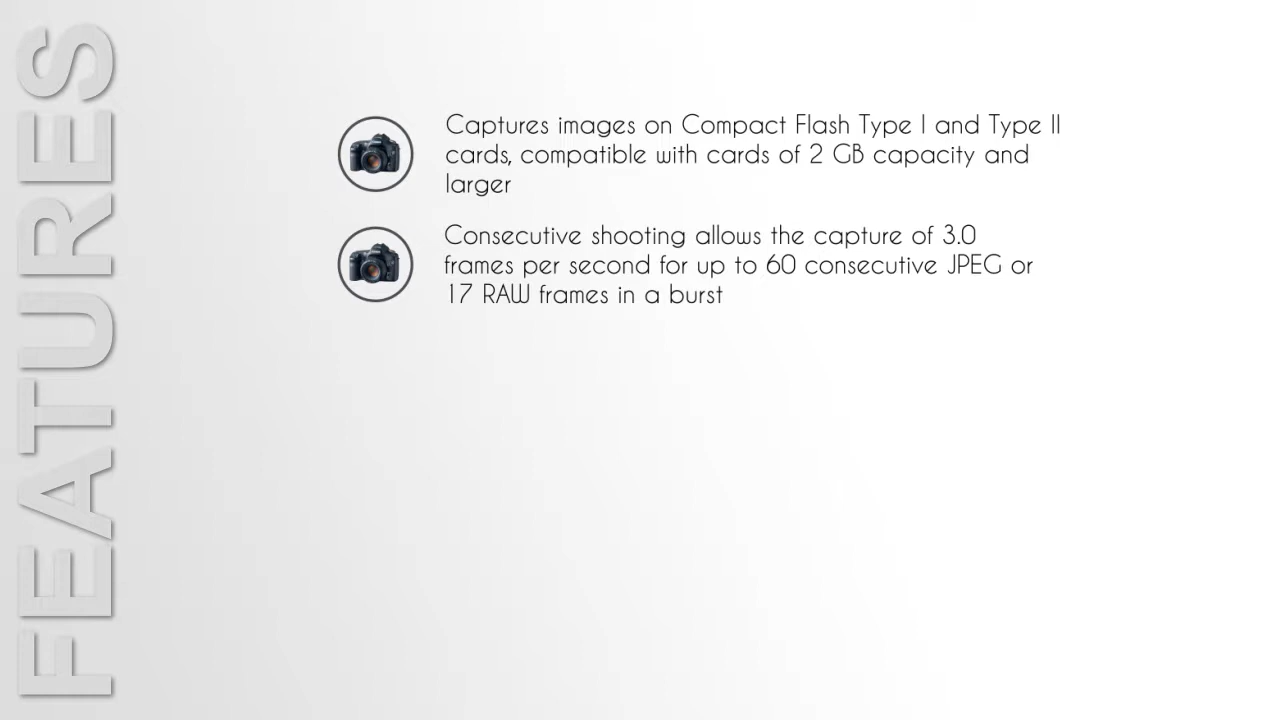 FEATURES
Captures images on Compact Flash Type I and Type II
cards, compatible with cards of 2 GB capacity and
larger
Consecutive shooting allows the capture of 3.0
frames per second for up to 60 consecutive JPEG or
17 RAW frames in a burst